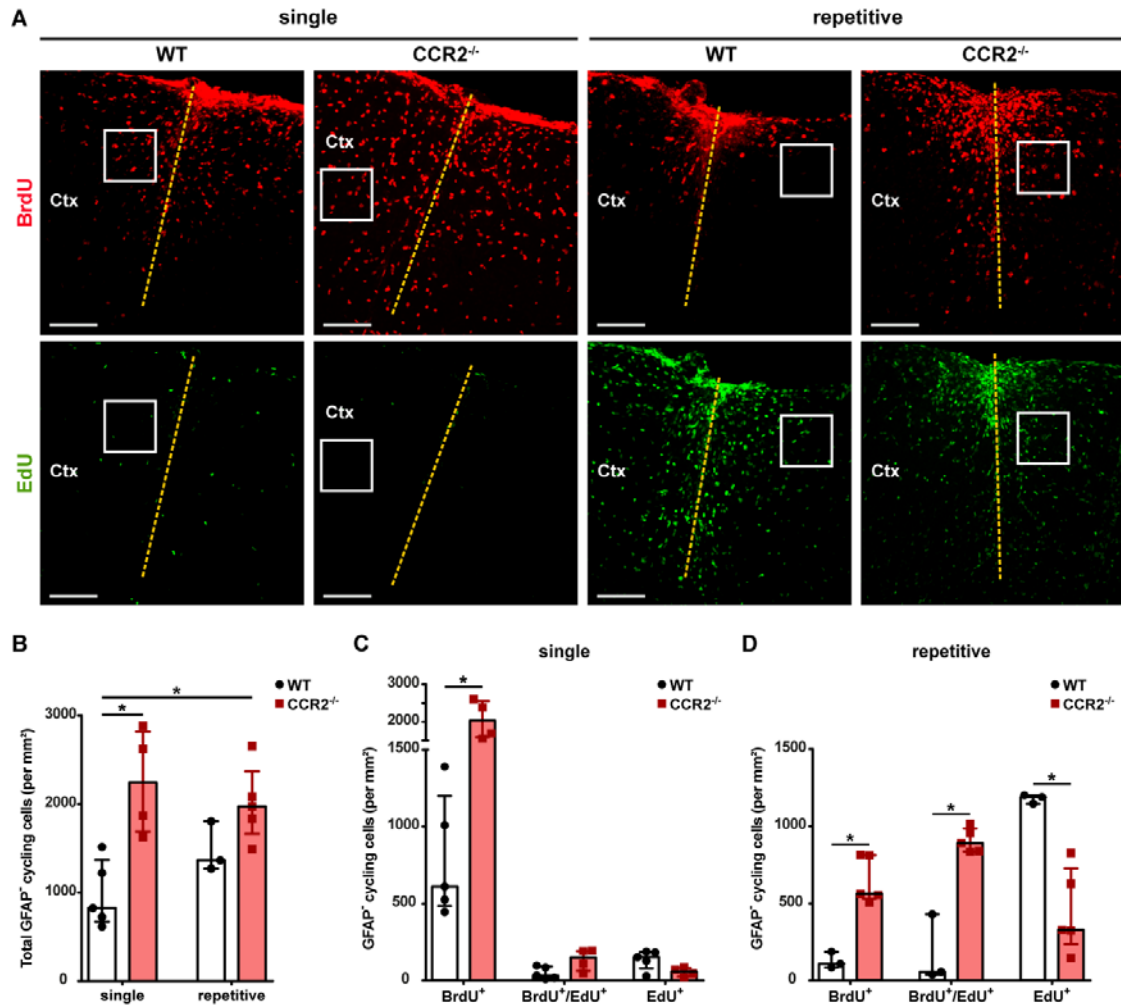 A
single
repetitive
WT
CCR2⁻/⁻
WT
CCR2⁻/⁻
BrdU
Ctx
Ctx
Ctx
Ctx
EdU
Ctx
Ctx
Ctx
Ctx
B
WT
CCR2⁻/⁻
Total GFAP⁻ cycling cells (per mm²)
3000
2000
1000
0
*
*
single
repetitive
C
single
WT
CCR2⁻/⁻
GFAP⁻ cycling cells (per mm²)
3000
2000
1500
1000
500
0
*
BrdU⁺
BrdU⁺/EdU⁺
EdU⁺
D
repetitive
WT
CCR2⁻/⁻
GFAP⁻ cycling cells (per mm²)
1500
1000
500
0
*
*
*
BrdU⁺
BrdU⁺/EdU⁺
EdU⁺